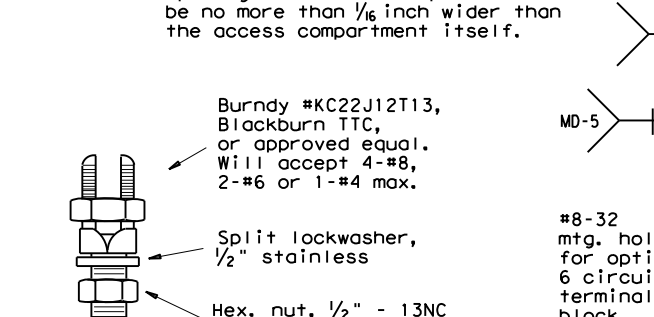 be no more than 1/16 inch wider than
the access compartment itself.
Burndy #KC22J12T13,
Blackburn TTC,
or approved equal.
Will accept 4-#8,
2-#6 or 1-#4 max.
Split lockwasher,
1/2" stainless
Hex. nut, 1/2" - 13NC
MD-5
#8-32
mtg. hol
for opti
6 circui
terminal
block